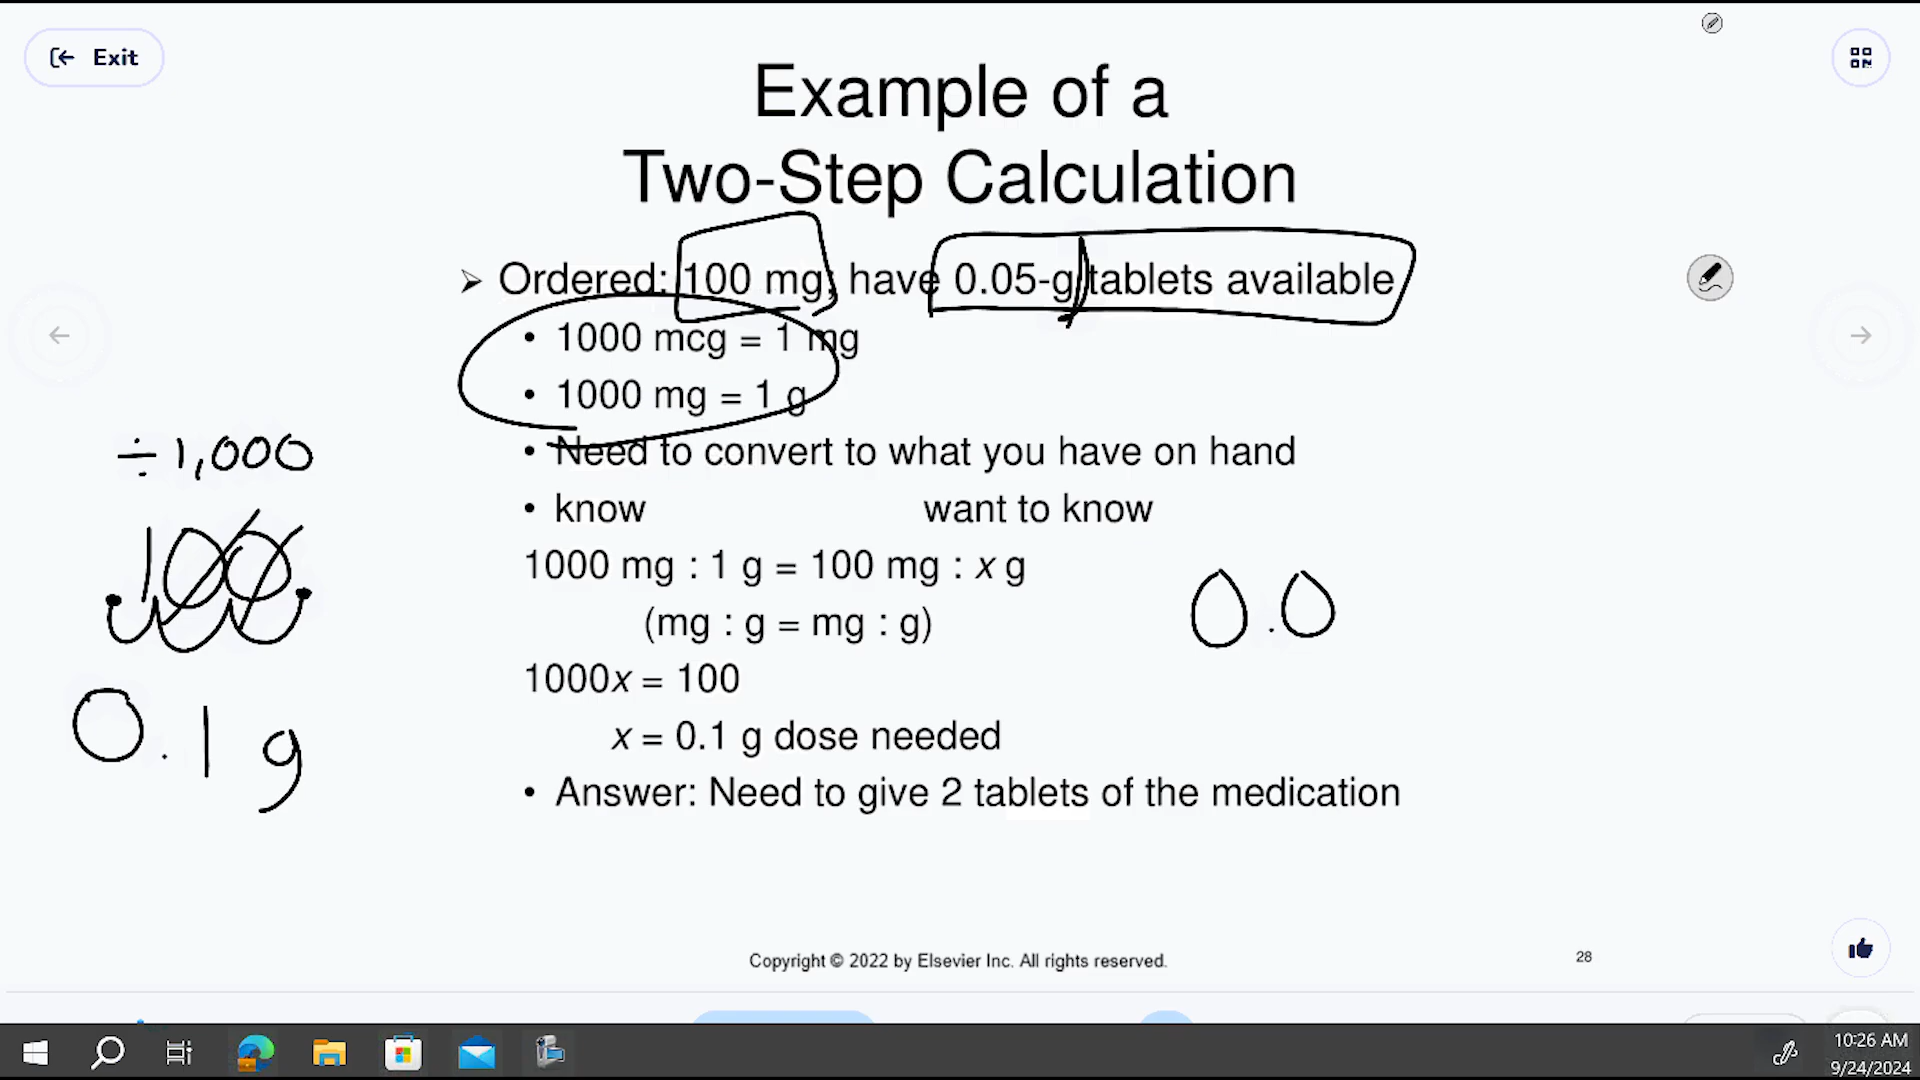 Exit
Example of a
Two-Step Calculation
➢ Ordered: 100 mg; have 0.05-g tablets available
• 1000 mcg = 1 mg
• 1000 mg = 1 g
• Need to convert to what you have on hand
• know want to know
1000 mg : 1 g = 100 mg : x g
(mg : g = mg : g)
1000x = 100
x = 0.1 g dose needed
• Answer: Need to give 2 tablets of the medication
÷1,000
.100.
0.1 g
0.0
Copyright © 2022 by Elsevier Inc. All rights reserved.
28
10:26 AM
9/24/2024